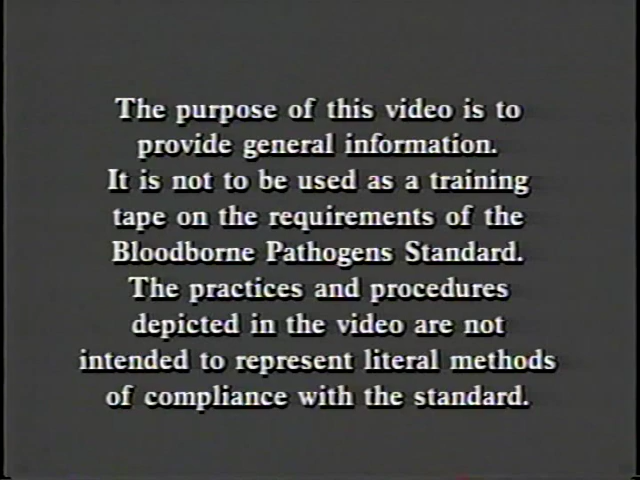 The purpose of this video is to
provide general information.
It is not to be used as a training
tape on the requirements of the
Bloodborne Pathogens Standard.
The practices and procedures
depicted in the video are not
intended to represent literal methods
of compliance with the standard.